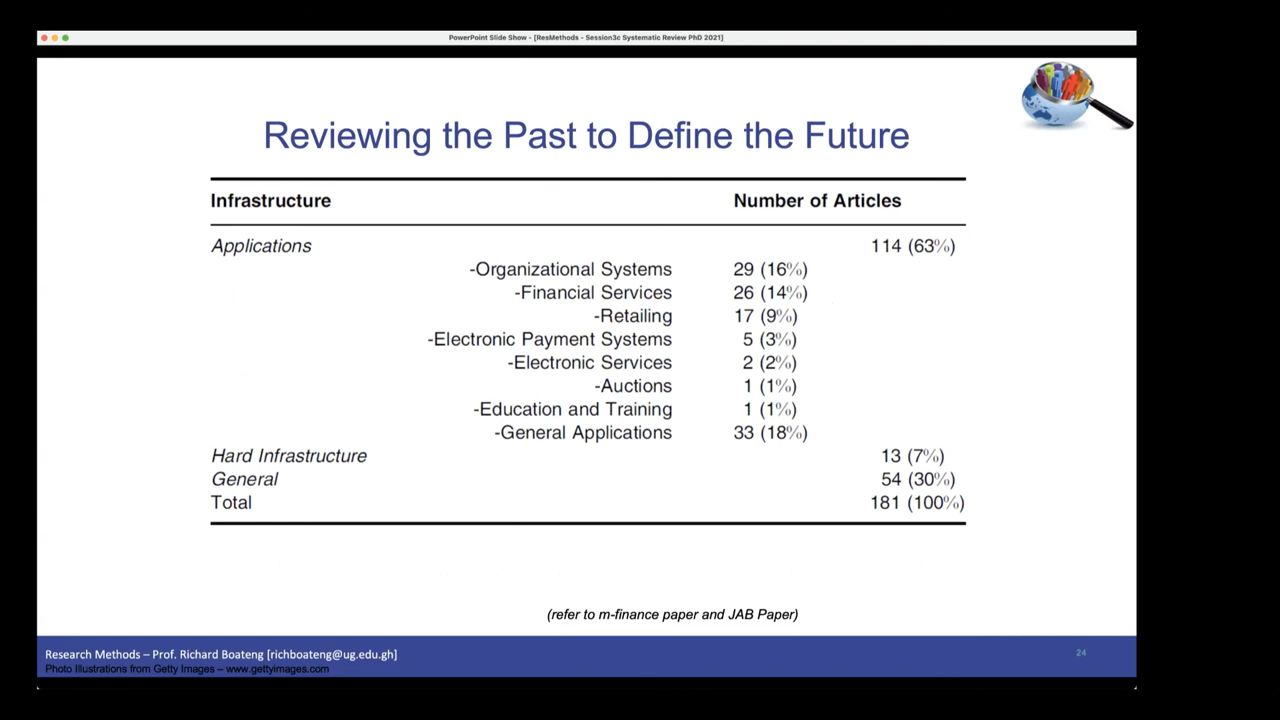 PowerPoint Slide Show - [ResMethods - Session3c Systematic Review PhD 2021]
Reviewing the Past to Define the Future
Infrastructure Number of Articles
Applications 114 (63%)
-Organizational Systems 29 (16%)
-Financial Services 26 (14%)
-Retailing 17 (9%)
-Electronic Payment Systems 5 (3%)
-Electronic Services 2 (2%)
-Auctions 1 (1%)
-Education and Training 1 (1%)
-General Applications 33 (18%)
Hard Infrastructure 13 (7%)
General 54 (30%)
Total 181 (100%)
(refer to m-finance paper and JAB Paper)
Research Methods – Prof. Richard Boateng [richboateng@ug.edu.gh] 24
Photo Illustrations from Getty Images – www.gettyimages.com